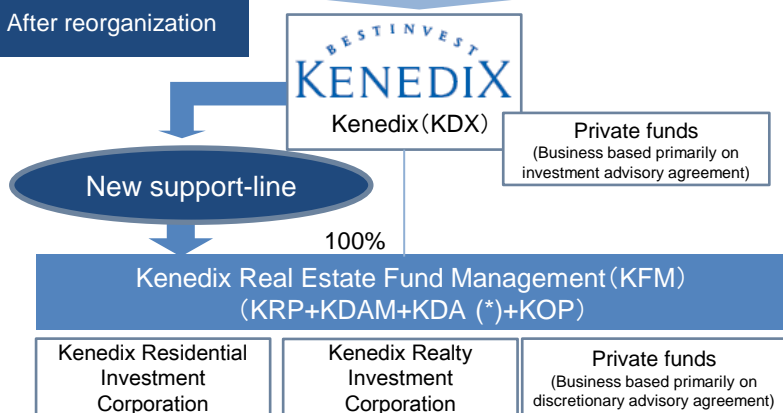 After reorganization
BESTINVEST
KENEDIX
Kenedix（KDX）
Private funds
(Business based primarily on
investment advisory agreement)
New support-line
100%
Kenedix Real Estate Fund Management（KFM）
（KRP+KDAM+KDA (*)+KOP）
Kenedix Residential
Investment
Corporation
Kenedix Realty
Investment
Corporation
Private funds
(Business based primarily on
discretionary advisory agreement)